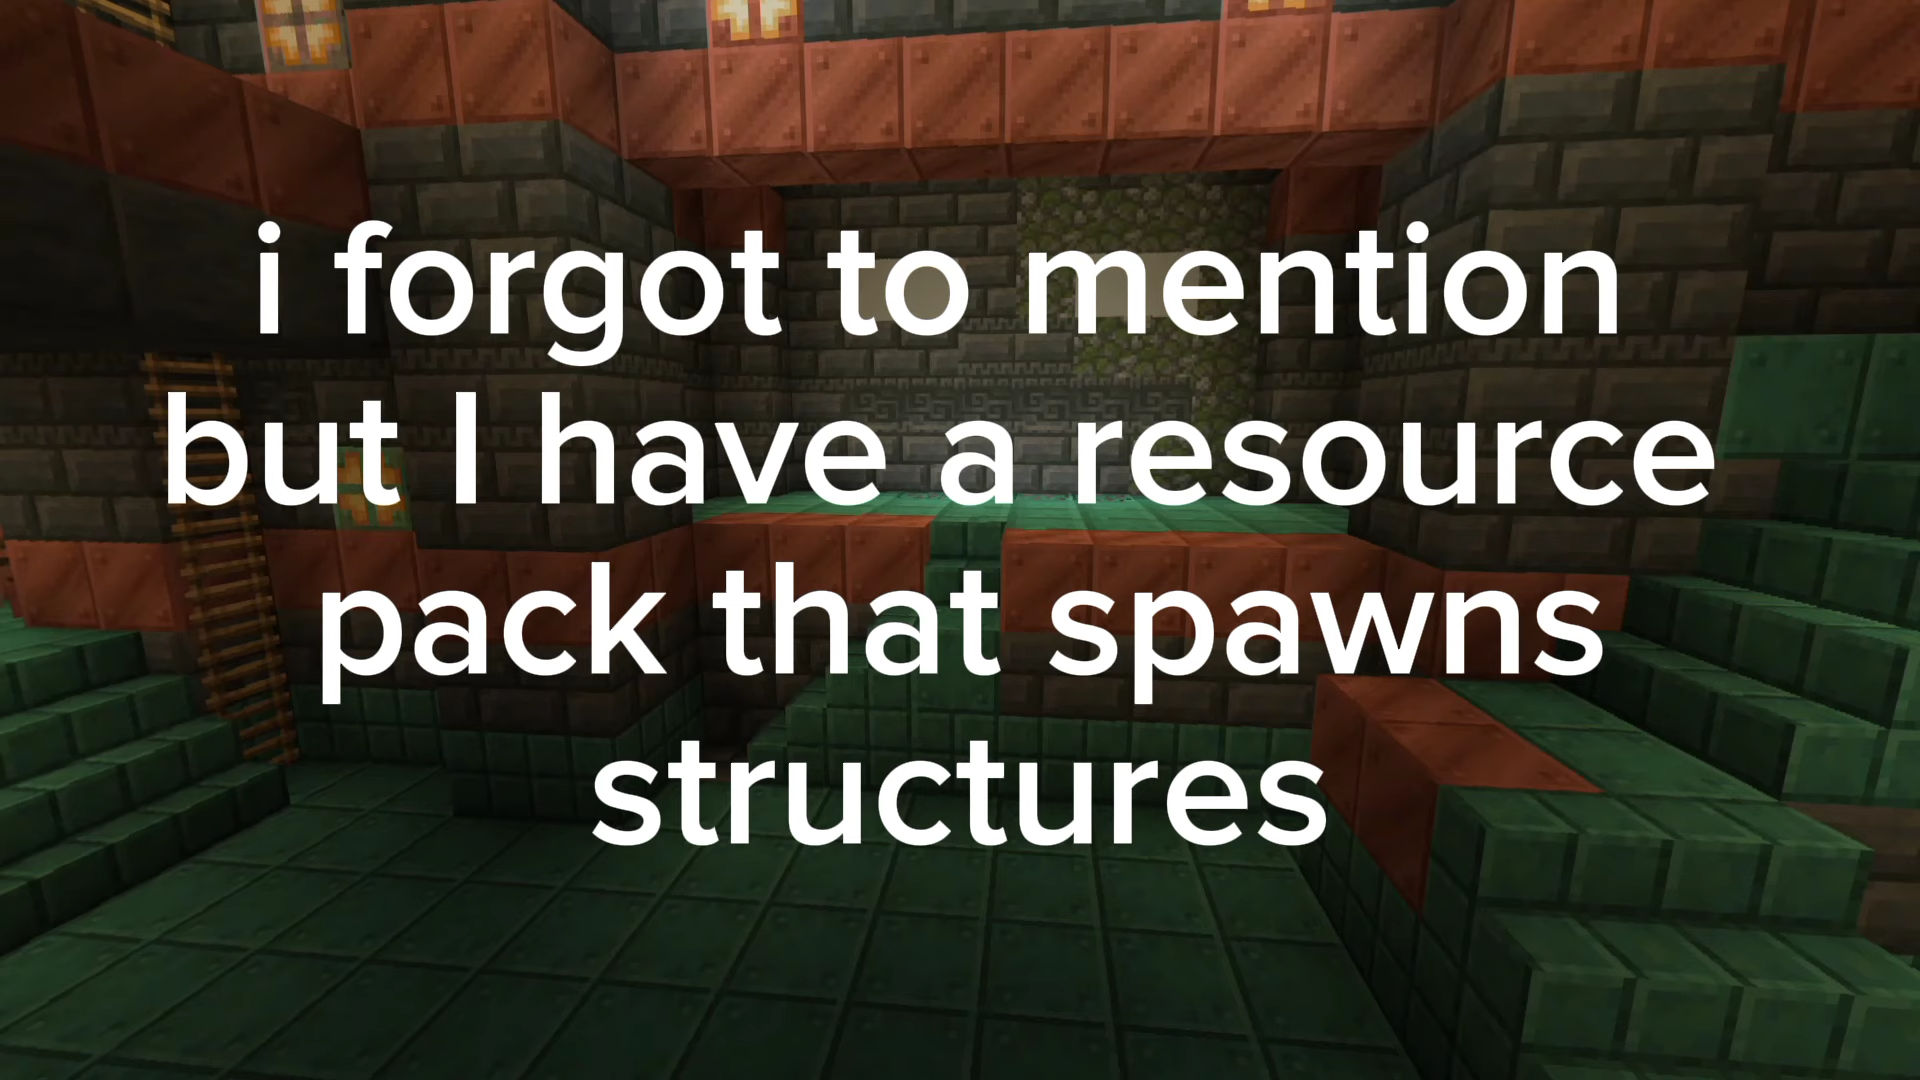 i forgot to mention
but I have a resource
pack that spawns
structures